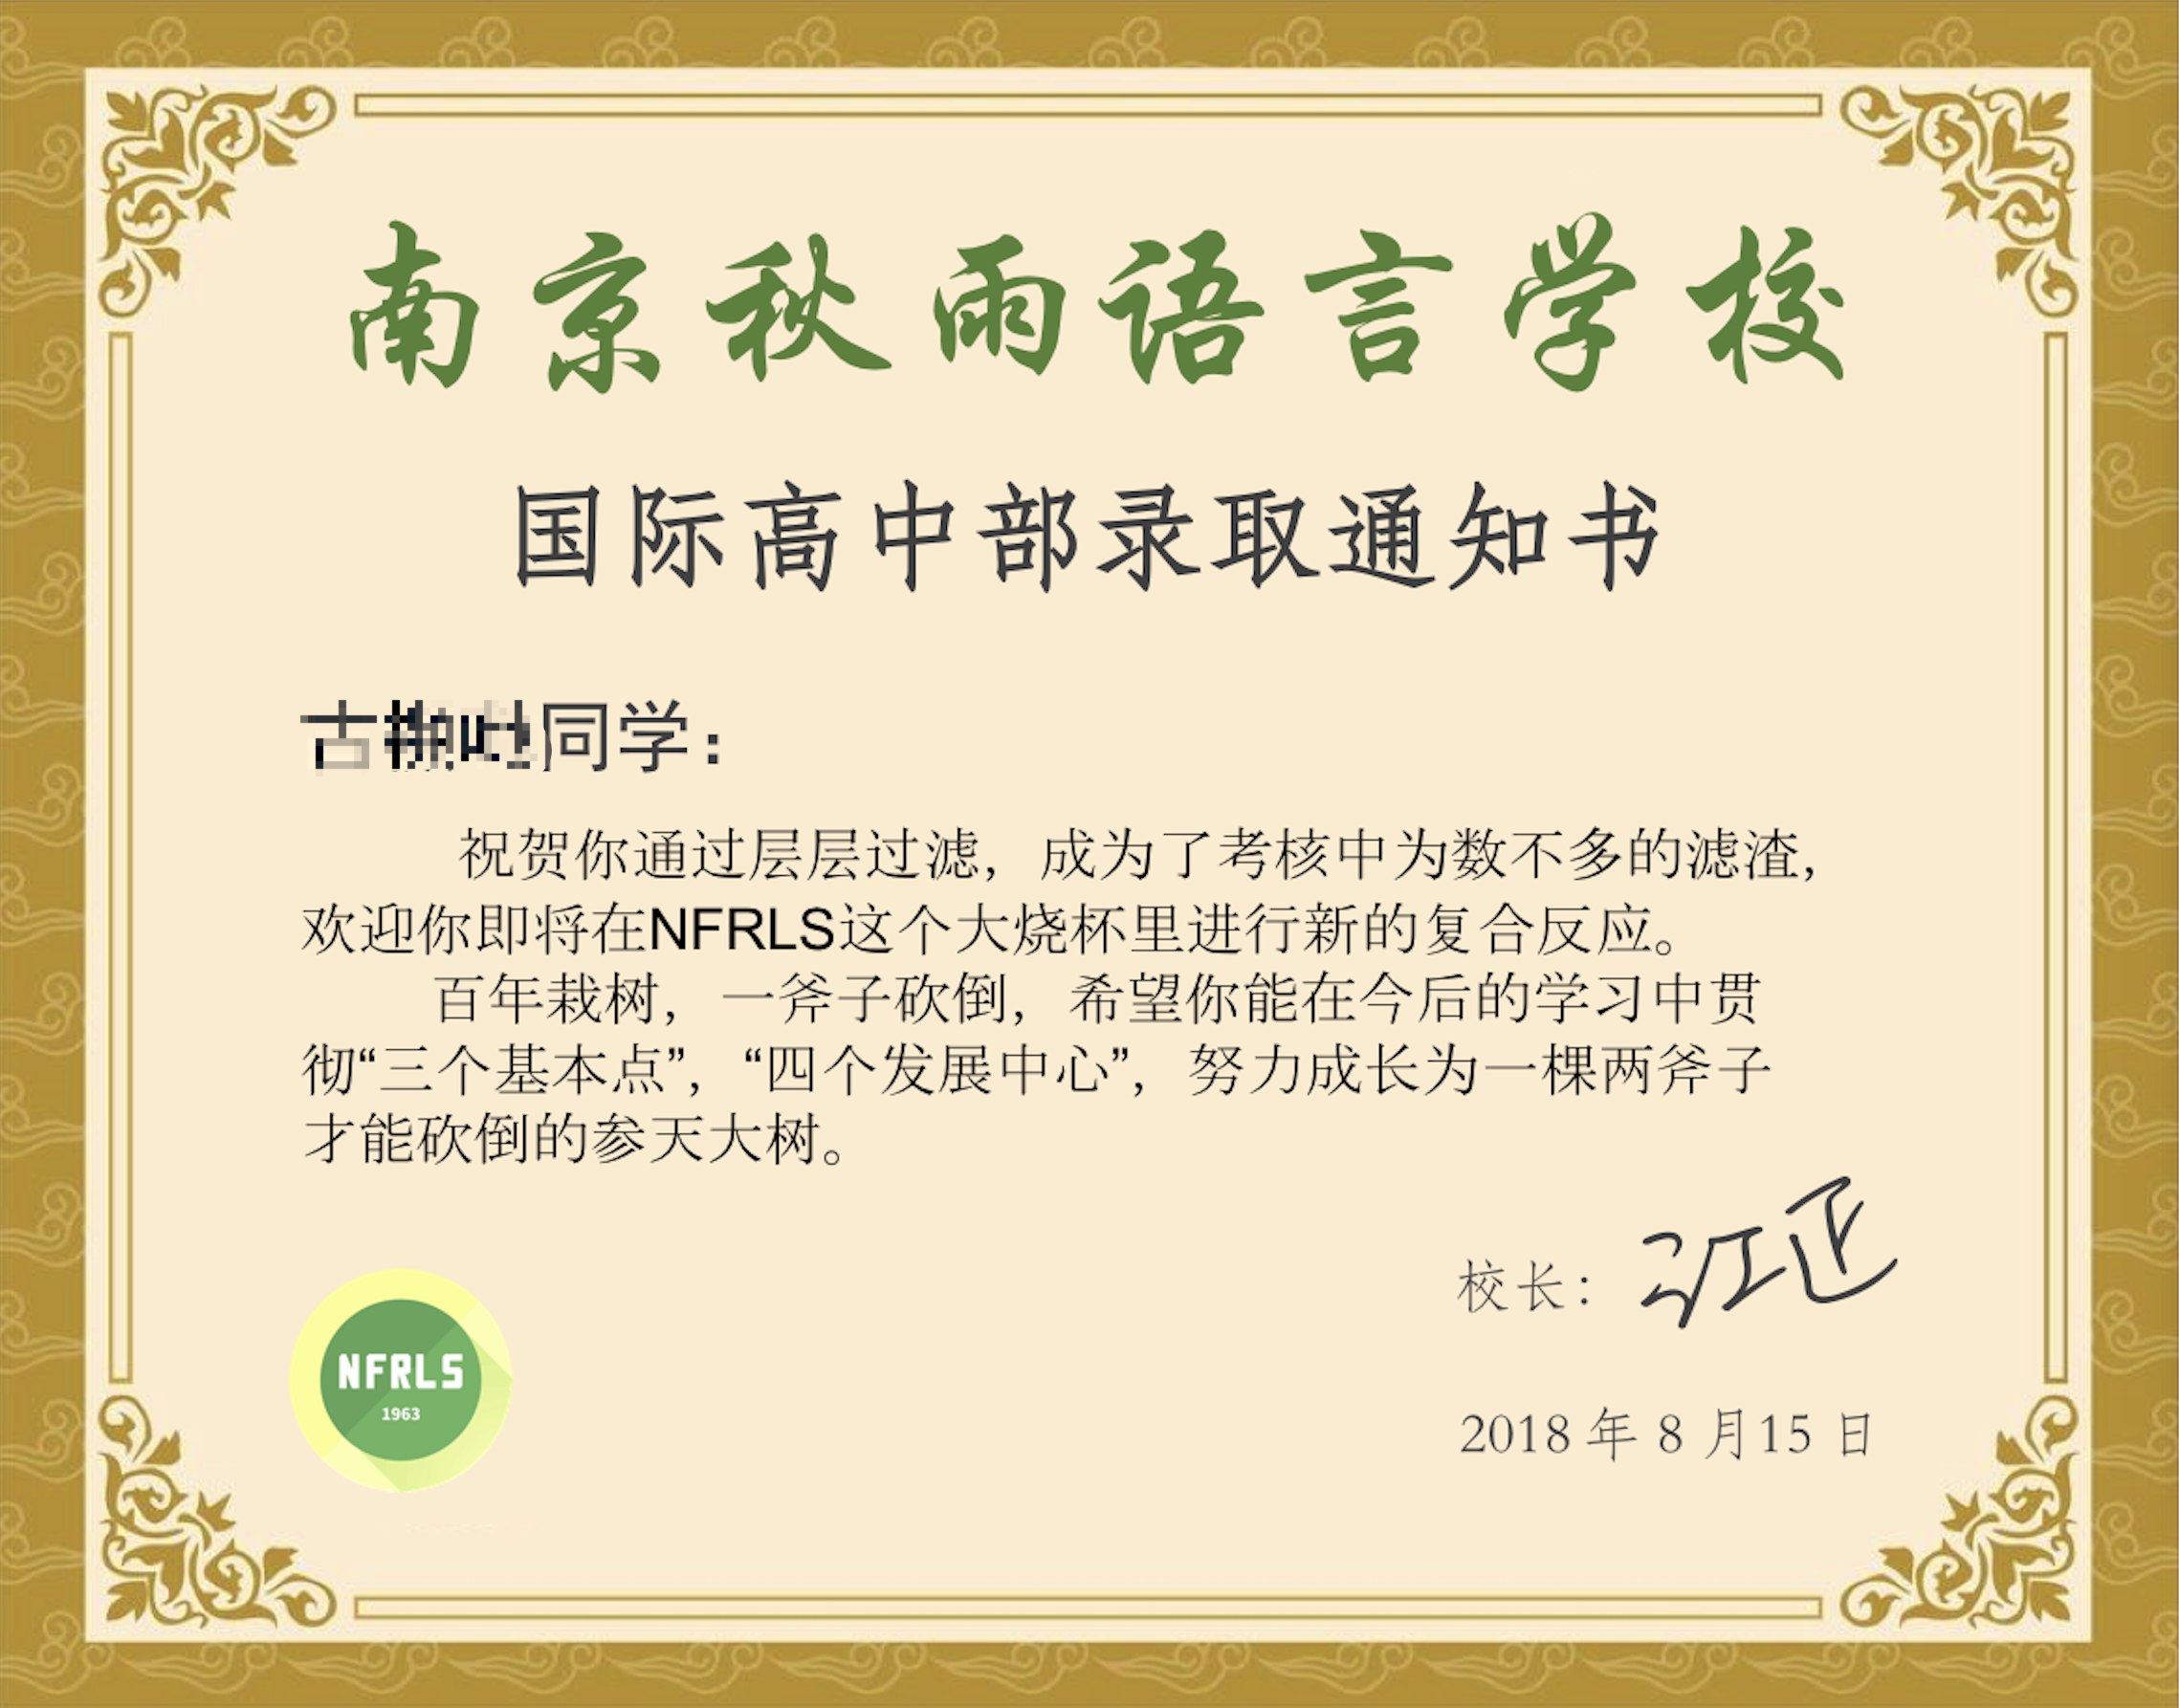 南京秋雨语言学校
国际高中部录取通知书
古 同学：
祝贺你通过层层过滤，成为了考核中为数不多的滤渣，
欢迎你即将在NFRLS这个大烧杯里进行新的复合反应。
百年栽树，一斧子砍倒，希望你能在今后的学习中贯
彻“三个基本点”，“四个发展中心”，努力成长为一棵两斧子
才能砍倒的参天大树。
校长：江正
2018 年 8 月15 日
NFRLS
1963